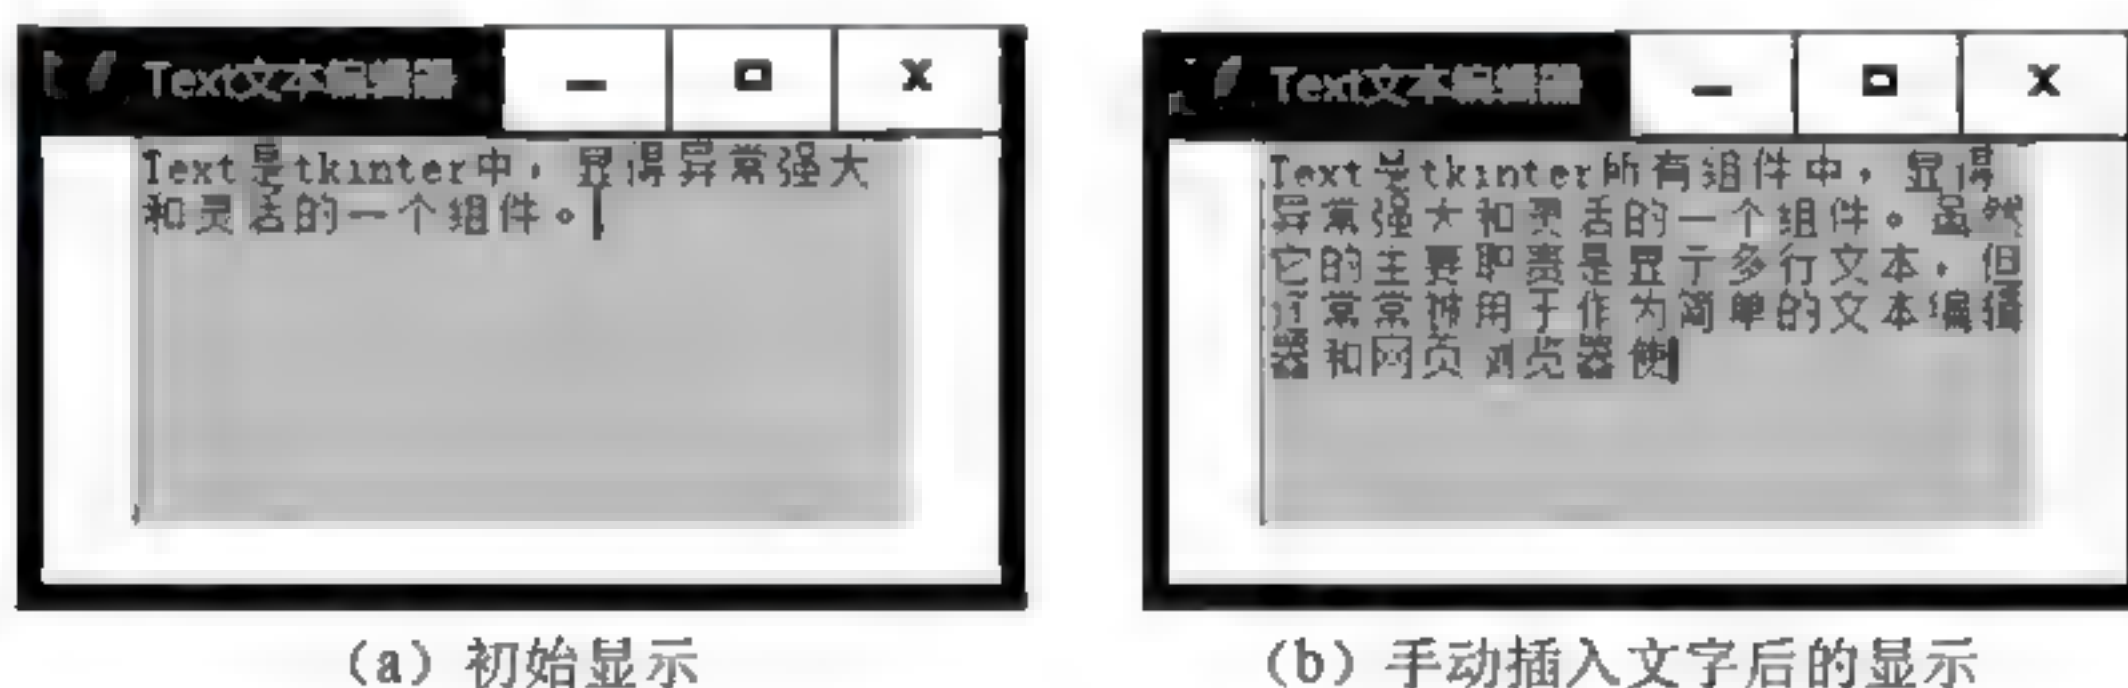 Text文本编辑器
Text是tkinter中，显得异常强大
和灵活的一个组件。
(a) 初始显示
Text文本编辑器
Text是tkinter所有组件中，显得
异常强大和灵活的一个组件。虽然
它的主要职责是显示多行文本，但
常常被用于作为简单的文本编辑
器和网页浏览器使
(b) 手动插入文字后的显示